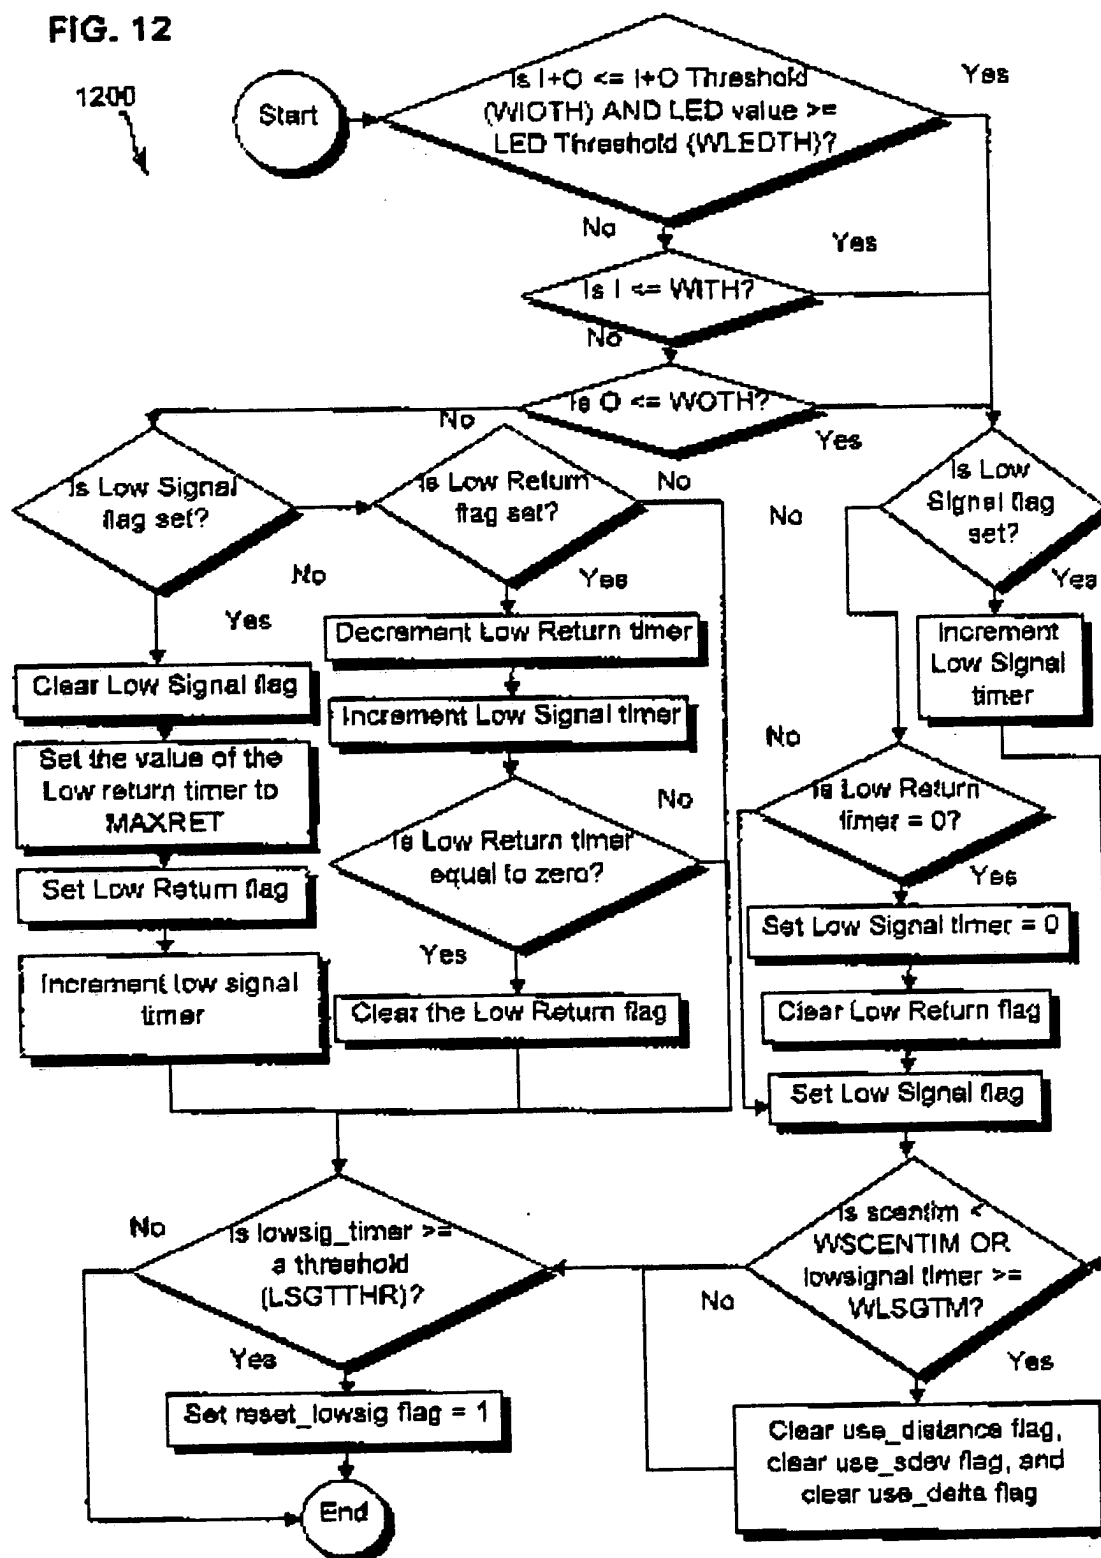 FIG. 12
1200
Start
Is I+O <= I+O Threshold
(WIOTH) AND LED value >=
LED Threshold (WLEDTH)?
Yes
No
Is I <= WITH?
Yes
No
Is O <= WOTH?
No
Yes
Is Low Signal
flag set?
No
Yes
Is Low Return
flag set?
No
Yes
Is Low
Signal flag
set?
No
Yes
Clear Low Signal flag
Set the value of the
Low return timer to
MAXRET
Set Low Return flag
Increment low signal
timer
Decrement Low Return timer
Increment Low Signal timer
Is Low Return timer
equal to zero?
No
Yes
Clear the Low Return flag
Increment
Low Signal
timer
Is Low Return
timer = 0?
No
Yes
Set Low Signal timer = 0
Clear Low Return flag
Set Low Signal flag
Is scentim <
WSCENTIM OR
lowsignal timer >=
WLSGTM?
No
Yes
Clear use_distance flag,
clear use_sdev flag, and
clear use_delta flag
Is lowsig_timer >=
a threshold
(LSGTTHR)?
No
Yes
Set reset_lowsig flag = 1
End